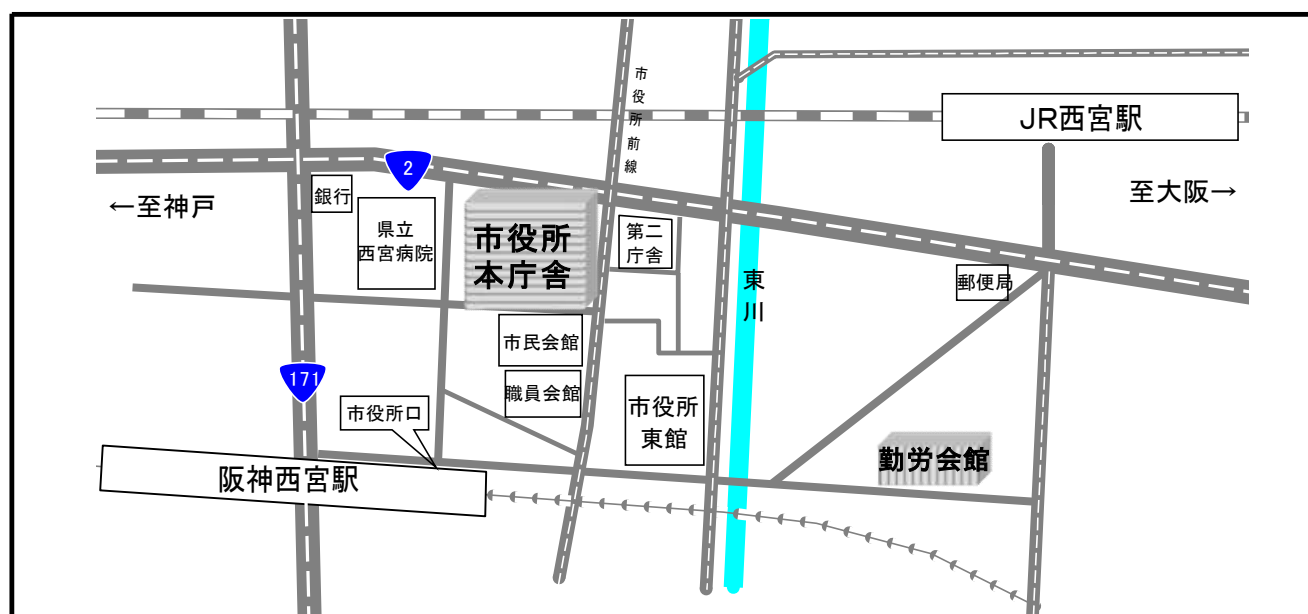 市役所前線
JR西宮駅
2
銀行
←至神戸
至大阪→
県立
西宮病院
市役所
本庁舎
第二
庁舎
東川
郵便局
市民会館
171
職員会館
市役所口
市役所
東館
勤労会館
阪神西宮駅